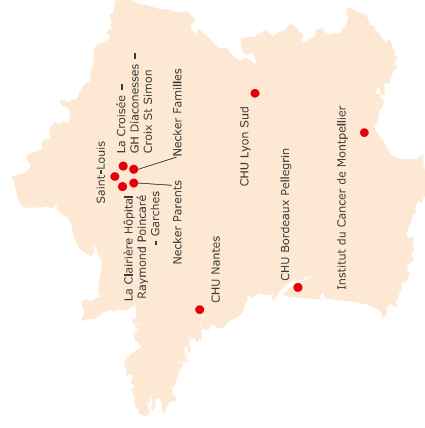 Saint-Louis
La Croisée –
GH Diaconesses –
Croix St Simon
Necker Familles
La Clairière Hôpital
Raymond Poincaré
- Garches
Necker Parents
CHU Nantes
CHU Lyon Sud
CHU Bordeaux Pellegrin
Institut du Cancer de Montpellier